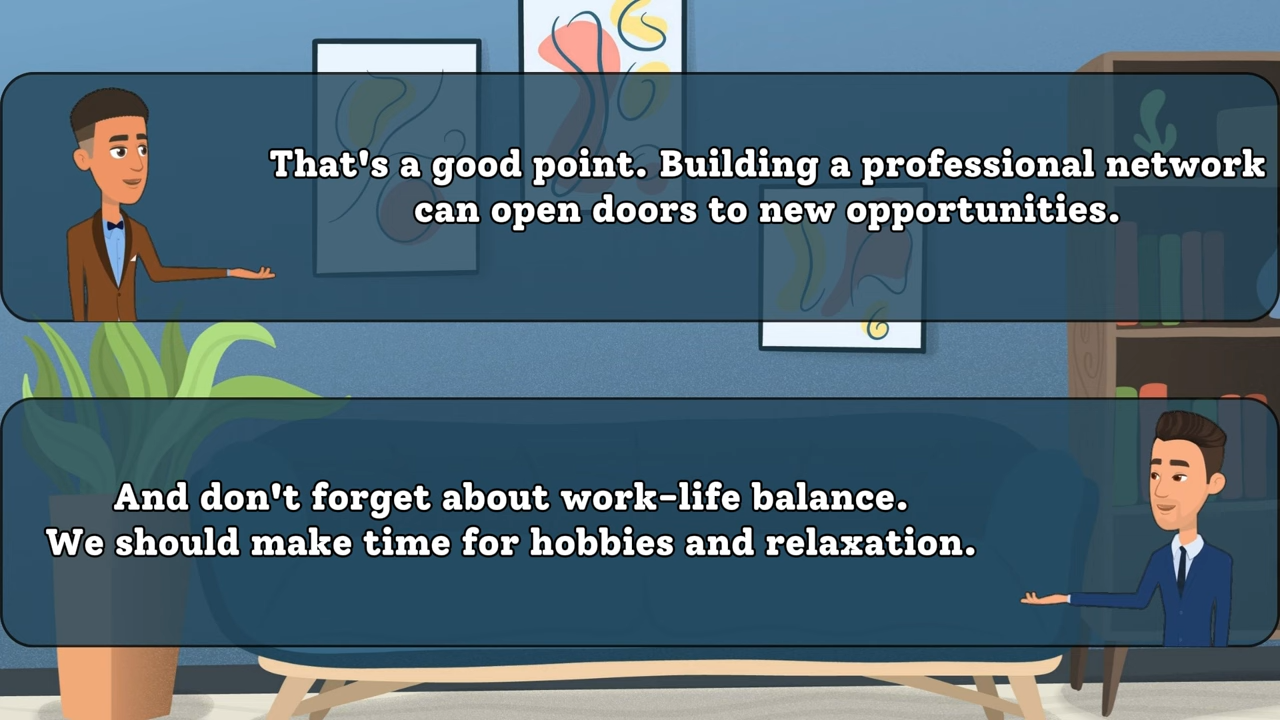 That's a good point. Building a professional network
can open doors to new opportunities.
And don't forget about work-life balance.
We should make time for hobbies and relaxation.